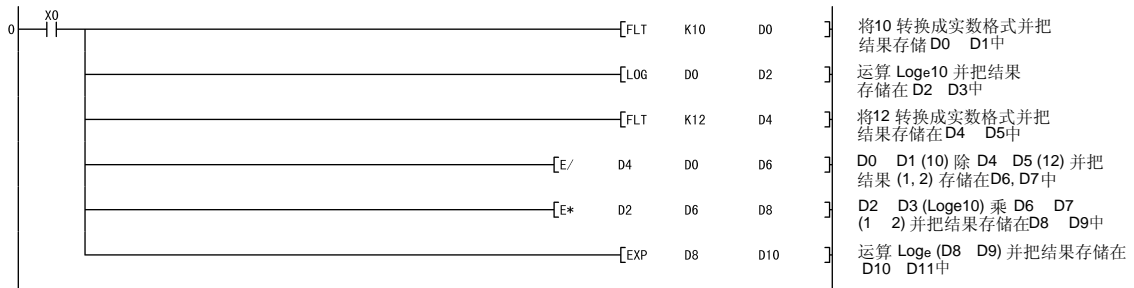 X0
0 FLT K10 D0 将10 转换成实数格式并把
结果存储D0 D1中
LOG D0 D2 运算 Loge10 并把结果
存储在 D2 D3中
FLT K12 D4 将12 转换成实数格式并把
结果存储在D4 D5中
E/ D4 D0 D6 D0 D1 (10) 除 D4 D5 (12) 并把
结果 (1, 2) 存储在D6, D7中
E* D2 D6 D8 D2 D3 (Loge10) 乘 D6 D7
(1 2) 并把结果存储在D8 D9中
EXP D8 D10 运算 Loge (D8 D9) 并把结果存储在
D10 D11中